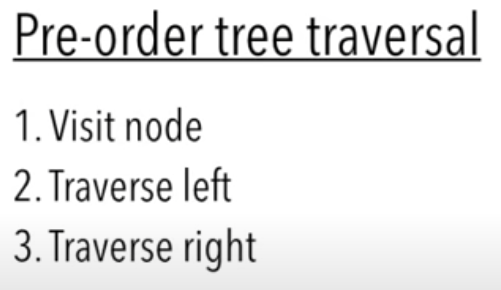 Pre-order tree traversal
1. Visit node
2. Traverse left
3. Traverse right